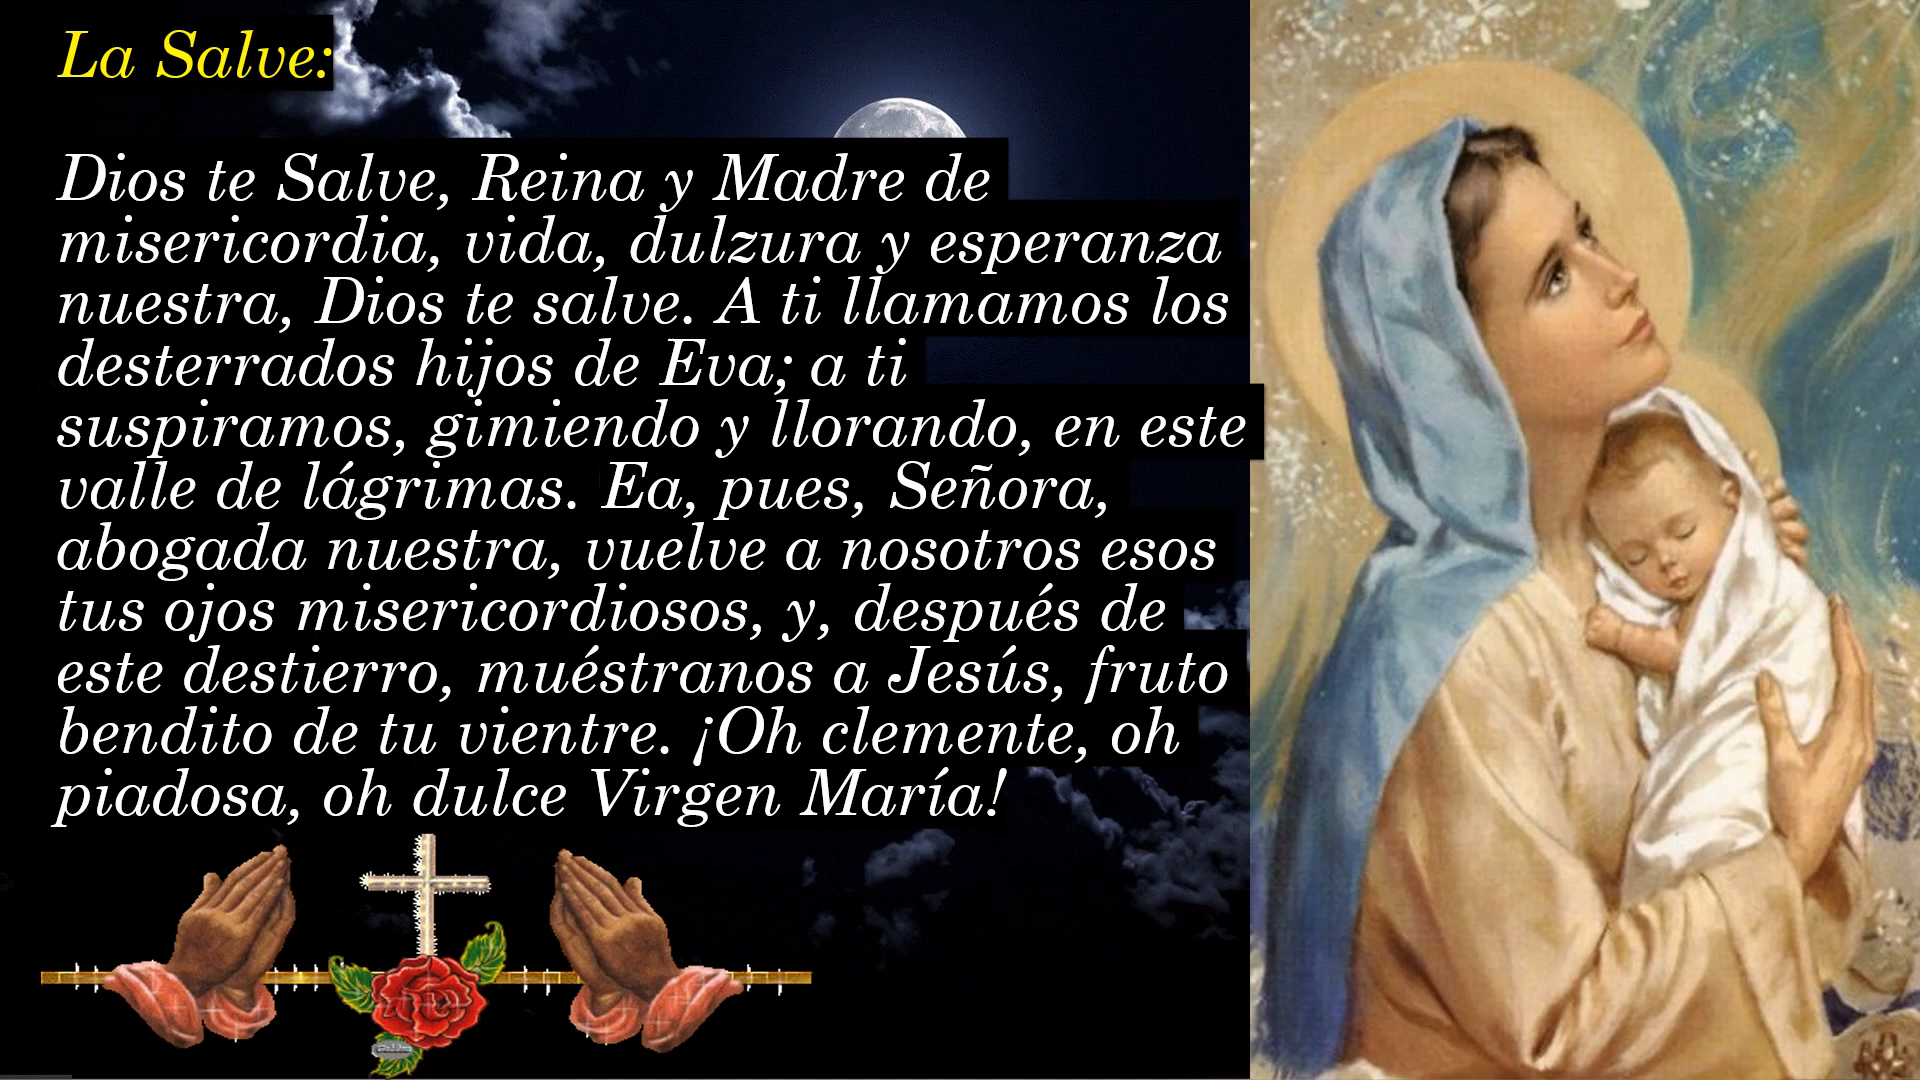 La Salve:
Dios te Salve, Reina y Madre de
misericordia, vida, dulzura y esperanza
nuestra, Dios te salve. A ti llamamos los
desterrados hijos de Eva; a ti
suspiramos, gimiendo y llorando, en este
valle de lágrimas. Ea, pues, Señora,
abogada nuestra, vuelve a nosotros esos
tus ojos misericordiosos, y, después de
este destierro, muéstranos a Jesús, fruto
bendito de tu vientre. ¡Oh clemente, oh
piadosa, oh dulce Virgen María!